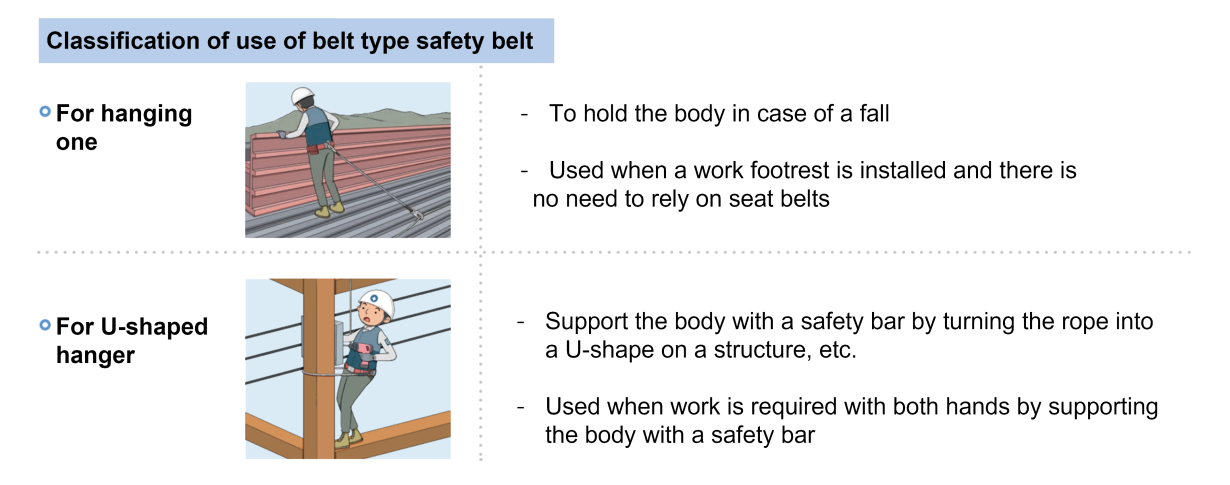 Classification of use of belt type safety belt
For hanging
one
- To hold the body in case of a fall
- Used when a work footrest is installed and there is
no need to rely on seat belts
For U-shaped
hanger
- Support the body with a safety bar by turning the rope into
a U-shape on a structure, etc.
- Used when work is required with both hands by supporting
the body with a safety bar